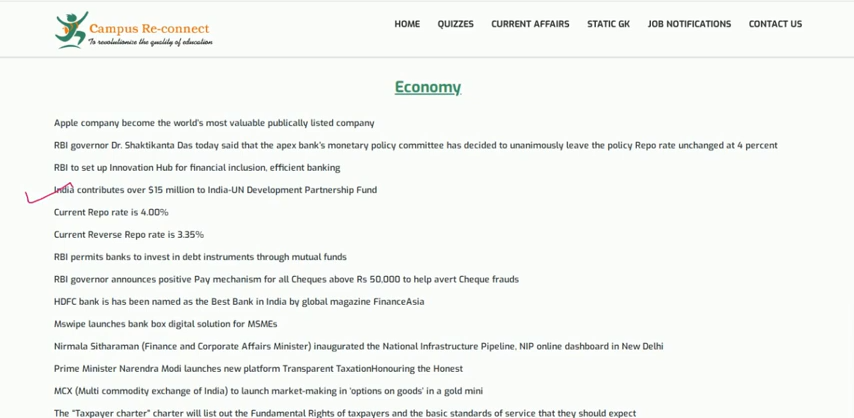 Campus Re-connect
To revolutionize the quality of education
HOME QUIZZES CURRENT AFFAIRS STATIC GK JOB NOTIFICATIONS CONTACT US
Economy
Apple company become the world's most valuable publically listed company
RBI governor Dr. Shaktikanta Das today said that the apex bank's monetary policy committee has decided to unanimously leave the policy Repo rate unchanged at 4 percent
RBI to set up Innovation Hub for financial inclusion, efficient banking
India contributes over $15 million to India-UN Development Partnership Fund
Current Repo rate is 4.00%
Current Reverse Repo rate is 3.35%
RBI permits banks to invest in debt instruments through mutual funds
RBI governor announces positive Pay mechanism for all Cheques above Rs 50,000 to help avert Cheque frauds
HDFC bank is has been named as the Best Bank in India by global magazine FinanceAsia
Mswipe launches bank box digital solution for MSMEs
Nirmala Sitharaman (Finance and Corporate Affairs Minister) inaugurated the National Infrastructure Pipeline, NIP online dashboard in New Delhi
Prime Minister Narendra Modi launches new platform Transparent TaxationHonouring the Honest
MCX (Multi commodity exchange of India) to launch market-making in 'options on goods' in a gold mini
The "Taxpayer charter" charter will list out the Fundamental Rights of taxpayers and the basic standards of service that they should expect